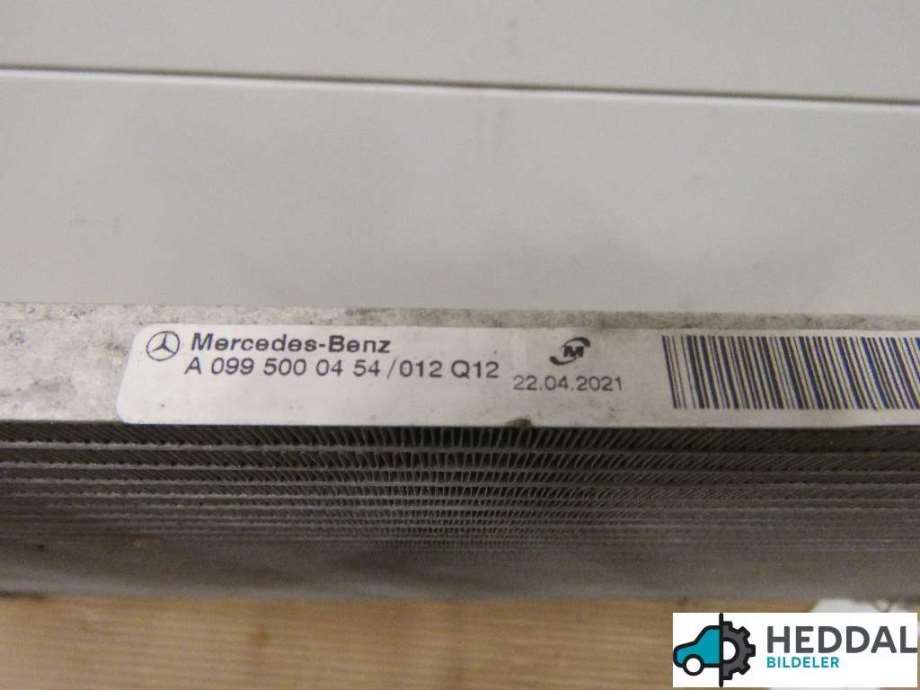 Mercedes-Benz
A 099 500 04 54/012 Q12
M
22.04.2021
HEDDAL
BILDELER